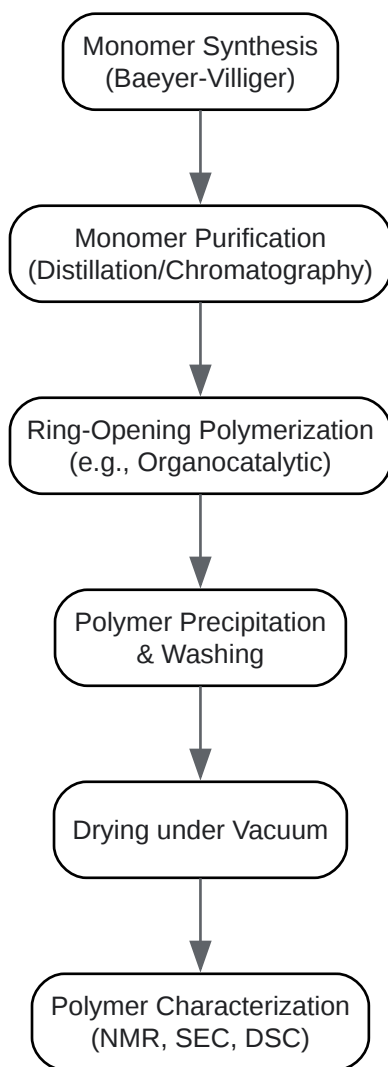 Monomer Synthesis
(Baeyer-Villiger)
Monomer Purification
(Distillation/Chromatography)
Ring-Opening Polymerization
(e.g., Organocatalytic)
Polymer Precipitation
& Washing
Drying under Vacuum
Polymer Characterization
(NMR, SEC, DSC)